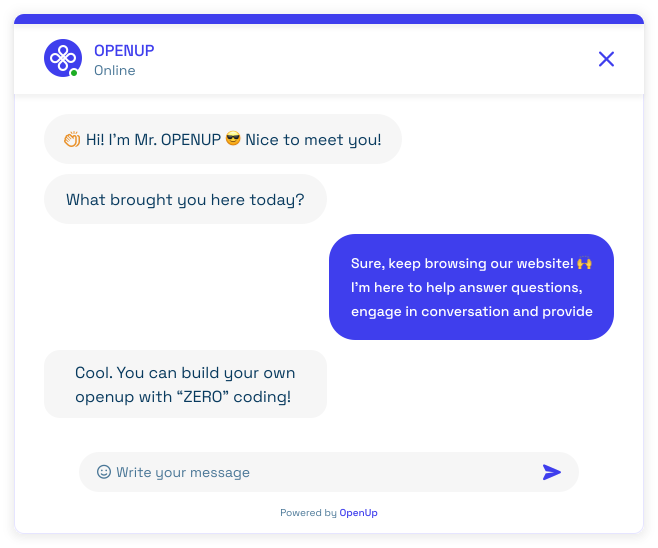 OPENUP
Online
👏 Hi! I'm Mr. OPENUP 😎 Nice to meet you!
What brought you here today?
Sure, keep browsing our website! 🙌
I'm here to help answer questions,
engage in conversation and provide
Cool. You can build your own
openup with “ZERO” coding!
Write your message
Powered by OpenUp